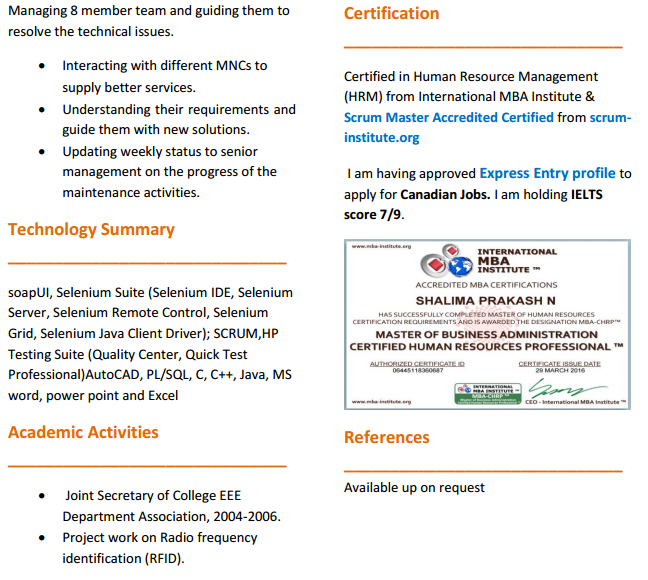 Managing 8 member team and guiding them to
resolve the technical issues.
• Interacting with different MNCs to
supply better services.
• Understanding their requirements and
guide them with new solutions.
• Updating weekly status to senior
management on the progress of the
maintenance activities.
Technology Summary
soapUI, Selenium Suite (Selenium IDE, Selenium
Server, Selenium Remote Control, Selenium
Grid, Selenium Java Client Driver); SCRUM,HP
Testing Suite (Quality Center, Quick Test
Professional)AutoCAD, PL/SQL, C, C++, Java, MS
word, power point and Excel
Academic Activities
• Joint Secretary of College EEE
Department Association, 2004-2006.
• Project work on Radio frequency
identification (RFID).
Certification
Certified in Human Resource Management
(HRM) from International MBA Institute &
Scrum Master Accredited Certified from scrum-
institute.org
I am having approved Express Entry profile to
apply for Canadian Jobs. I am holding IELTS
score 7/9.
www.mba-institute.org
INTERNATIONAL
MBA
INSTITUTE ™
ACCREDITED MBA CERTIFICATIONS
SHALIMA PRAKASH N
HAS SUCCESSFULLY COMPLETED MASTER OF HUMAN RESOURCES
CERTIFICATION REQUIREMENTS AND IS AWARDED THE DESIGNATION MBA-CHRP™
MASTER OF BUSINESS ADMINISTRATION
CERTIFIED HUMAN RESOURCES PROFESSIONAL ™
AUTHORIZED CERTIFICATE ID
06445118360687
CERTIFICATE ISSUE DATE
29 MARCH 2016
INTERNATIONAL
MBA INSTITUTE ™
MBA-CHRP ™
www.mba-institute.org
CEO - International MBA Institute ™
References
Available up on request